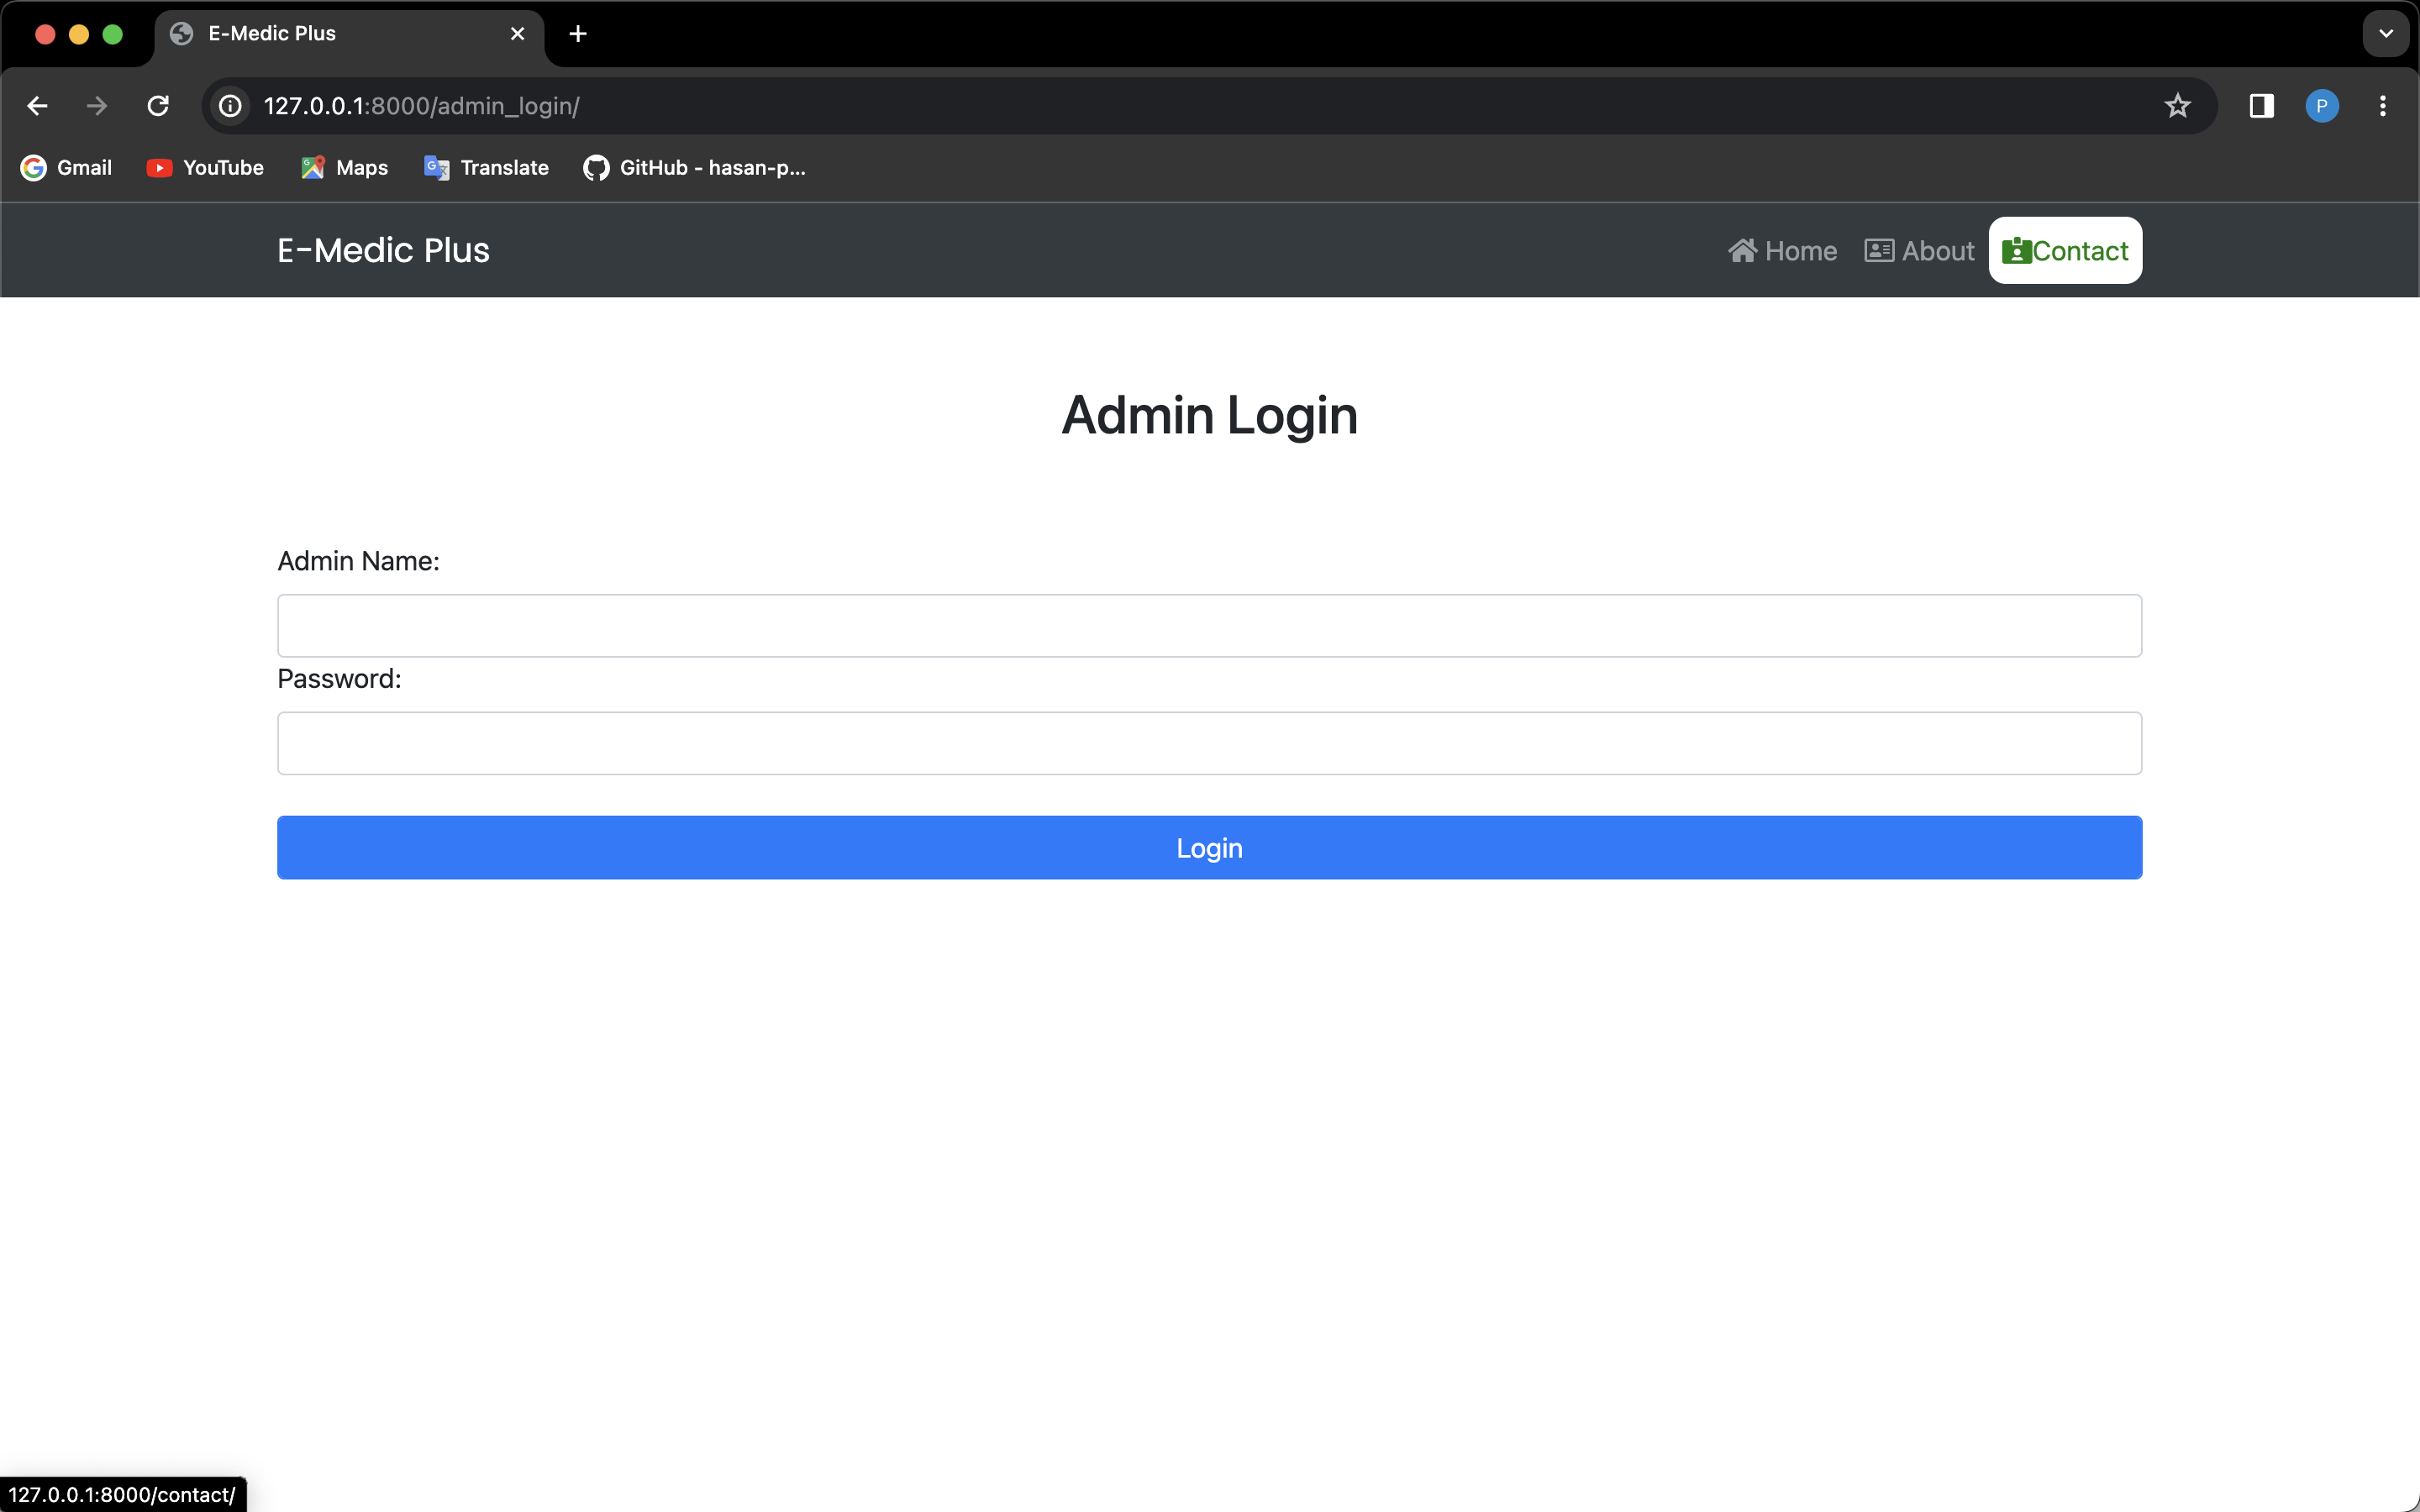 E-Medic Plus
127.0.0.1:8000/admin_login/
P
Gmail YouTube Maps Translate GitHub - hasan-p...
E-Medic Plus Home About Contact
Admin Login
Admin Name:
Password:
Login
127.0.0.1:8000/contact/